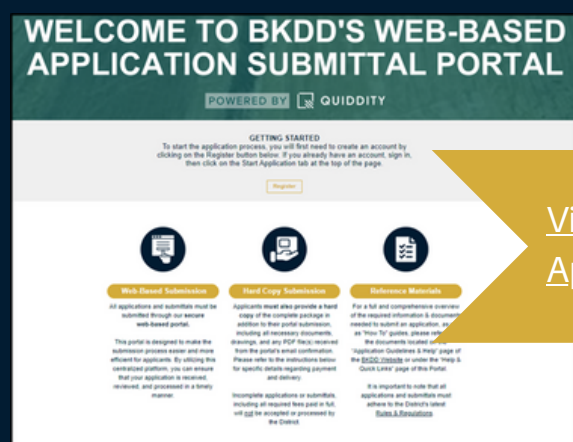 WELCOME TO BKDD'S WEB-BASED
APPLICATION SUBMITTAL PORTAL
POWERED BY QUIDDITY
GETTING STARTED
To start the application process, you will first need to create an account by
clicking on the Register button below. If you already have an account, sign in,
then click on the Start Application tab at the top of the page.
Register
Web-Based Submission
All applications and submittals must be
submitted through our secure
web-based portal.
This portal is designed to make the
submission process easier and more
efficient for applicants. By utilizing this
centralized platform, you can ensure
that your application is received,
reviewed, and processed in a timely
manner.
Hard Copy Submission
Applicants must also provide a hard
copy of the complete package in
addition to their portal submission,
including all necessary documents,
drawings, and any PDF file(s) received
from the portal's email confirmation.
Please refer to the instructions below
for specific details regarding payment
and delivery.
Incomplete applications or submittals,
including all required fees paid in full,
will not be accepted or processed by
the District.
Reference Materials
For a full and comprehensive overview
of the required information & documents
needed to submit an application, as
as "How To" guides, please refer
the documents located on the
"Application Guidelines & Help" page of
the BKDD Website or under the "Help &
Quick Links" page of this Portal.
It is important to note that all
applications and submittals must
adhere to the District's latest
Rules & Regulations.
Vi
Ap